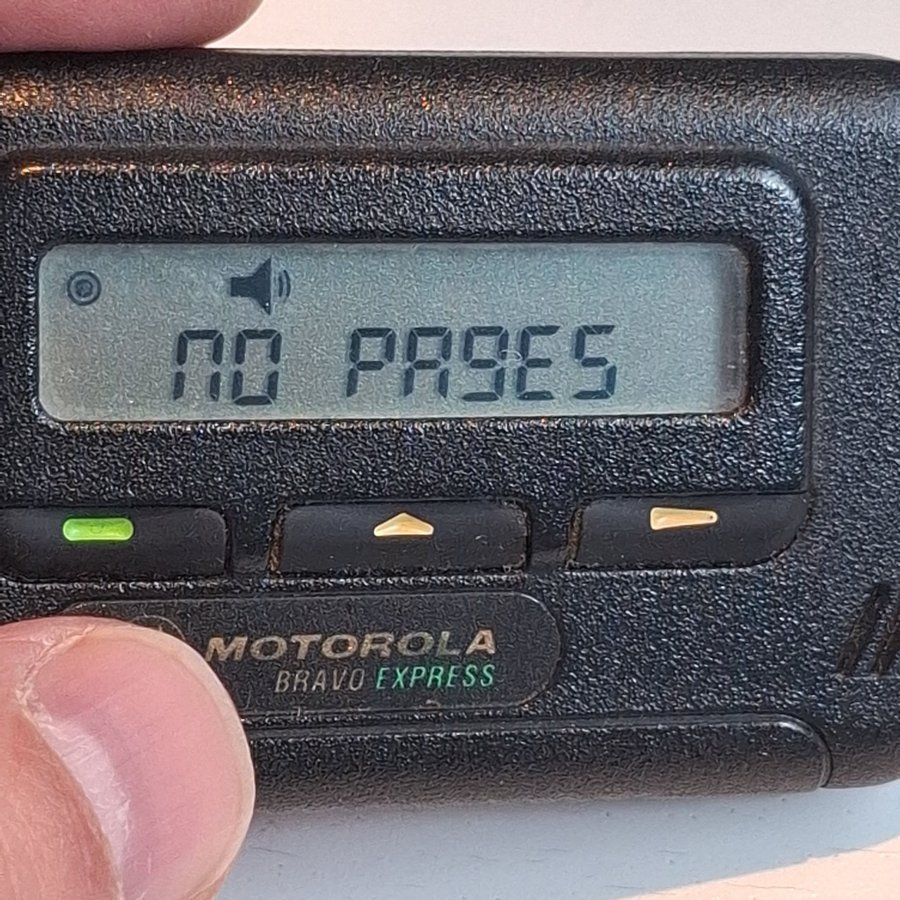 NO PAGES
MOTOROLA
BRAVO EXPRESS